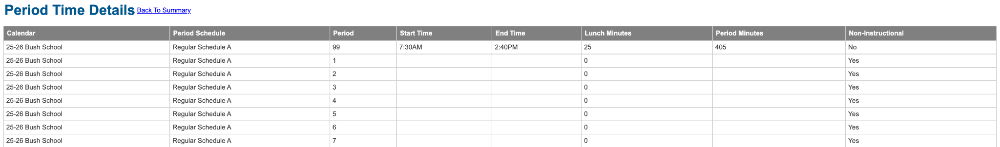 Period Time Details Back To Summary
Calendar Period Schedule Period Start Time End Time Lunch Minutes Period Minutes Non-Instructional
25-26 Bush School Regular Schedule A 99 7:30AM 2:40PM 25 405 No
25-26 Bush School Regular Schedule A 1 0 Yes
25-26 Bush School Regular Schedule A 2 0 Yes
25-26 Bush School Regular Schedule A 3 0 Yes
25-26 Bush School Regular Schedule A 4 0 Yes
25-26 Bush School Regular Schedule A 5 0 Yes
25-26 Bush School Regular Schedule A 6 0 Yes
25-26 Bush School Regular Schedule A 7 0 Yes